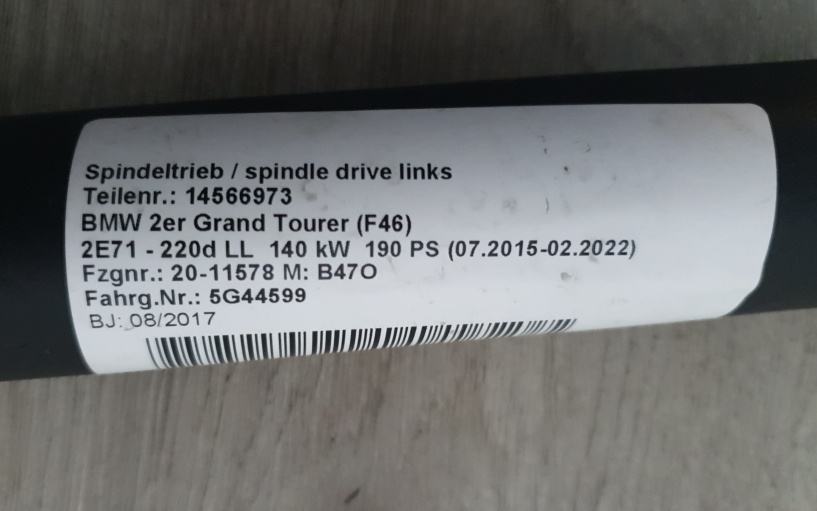 Spindeltrieb / spindle drive links
Teilenr.: 14566973
BMW 2er Grand Tourer (F46)
2E71 - 220d LL 140 kW 190 PS (07.2015-02.2022)
Fzgnr.: 20-11578 M: B47O
Fahrg.Nr.: 5G44599
BJ: 08/2017